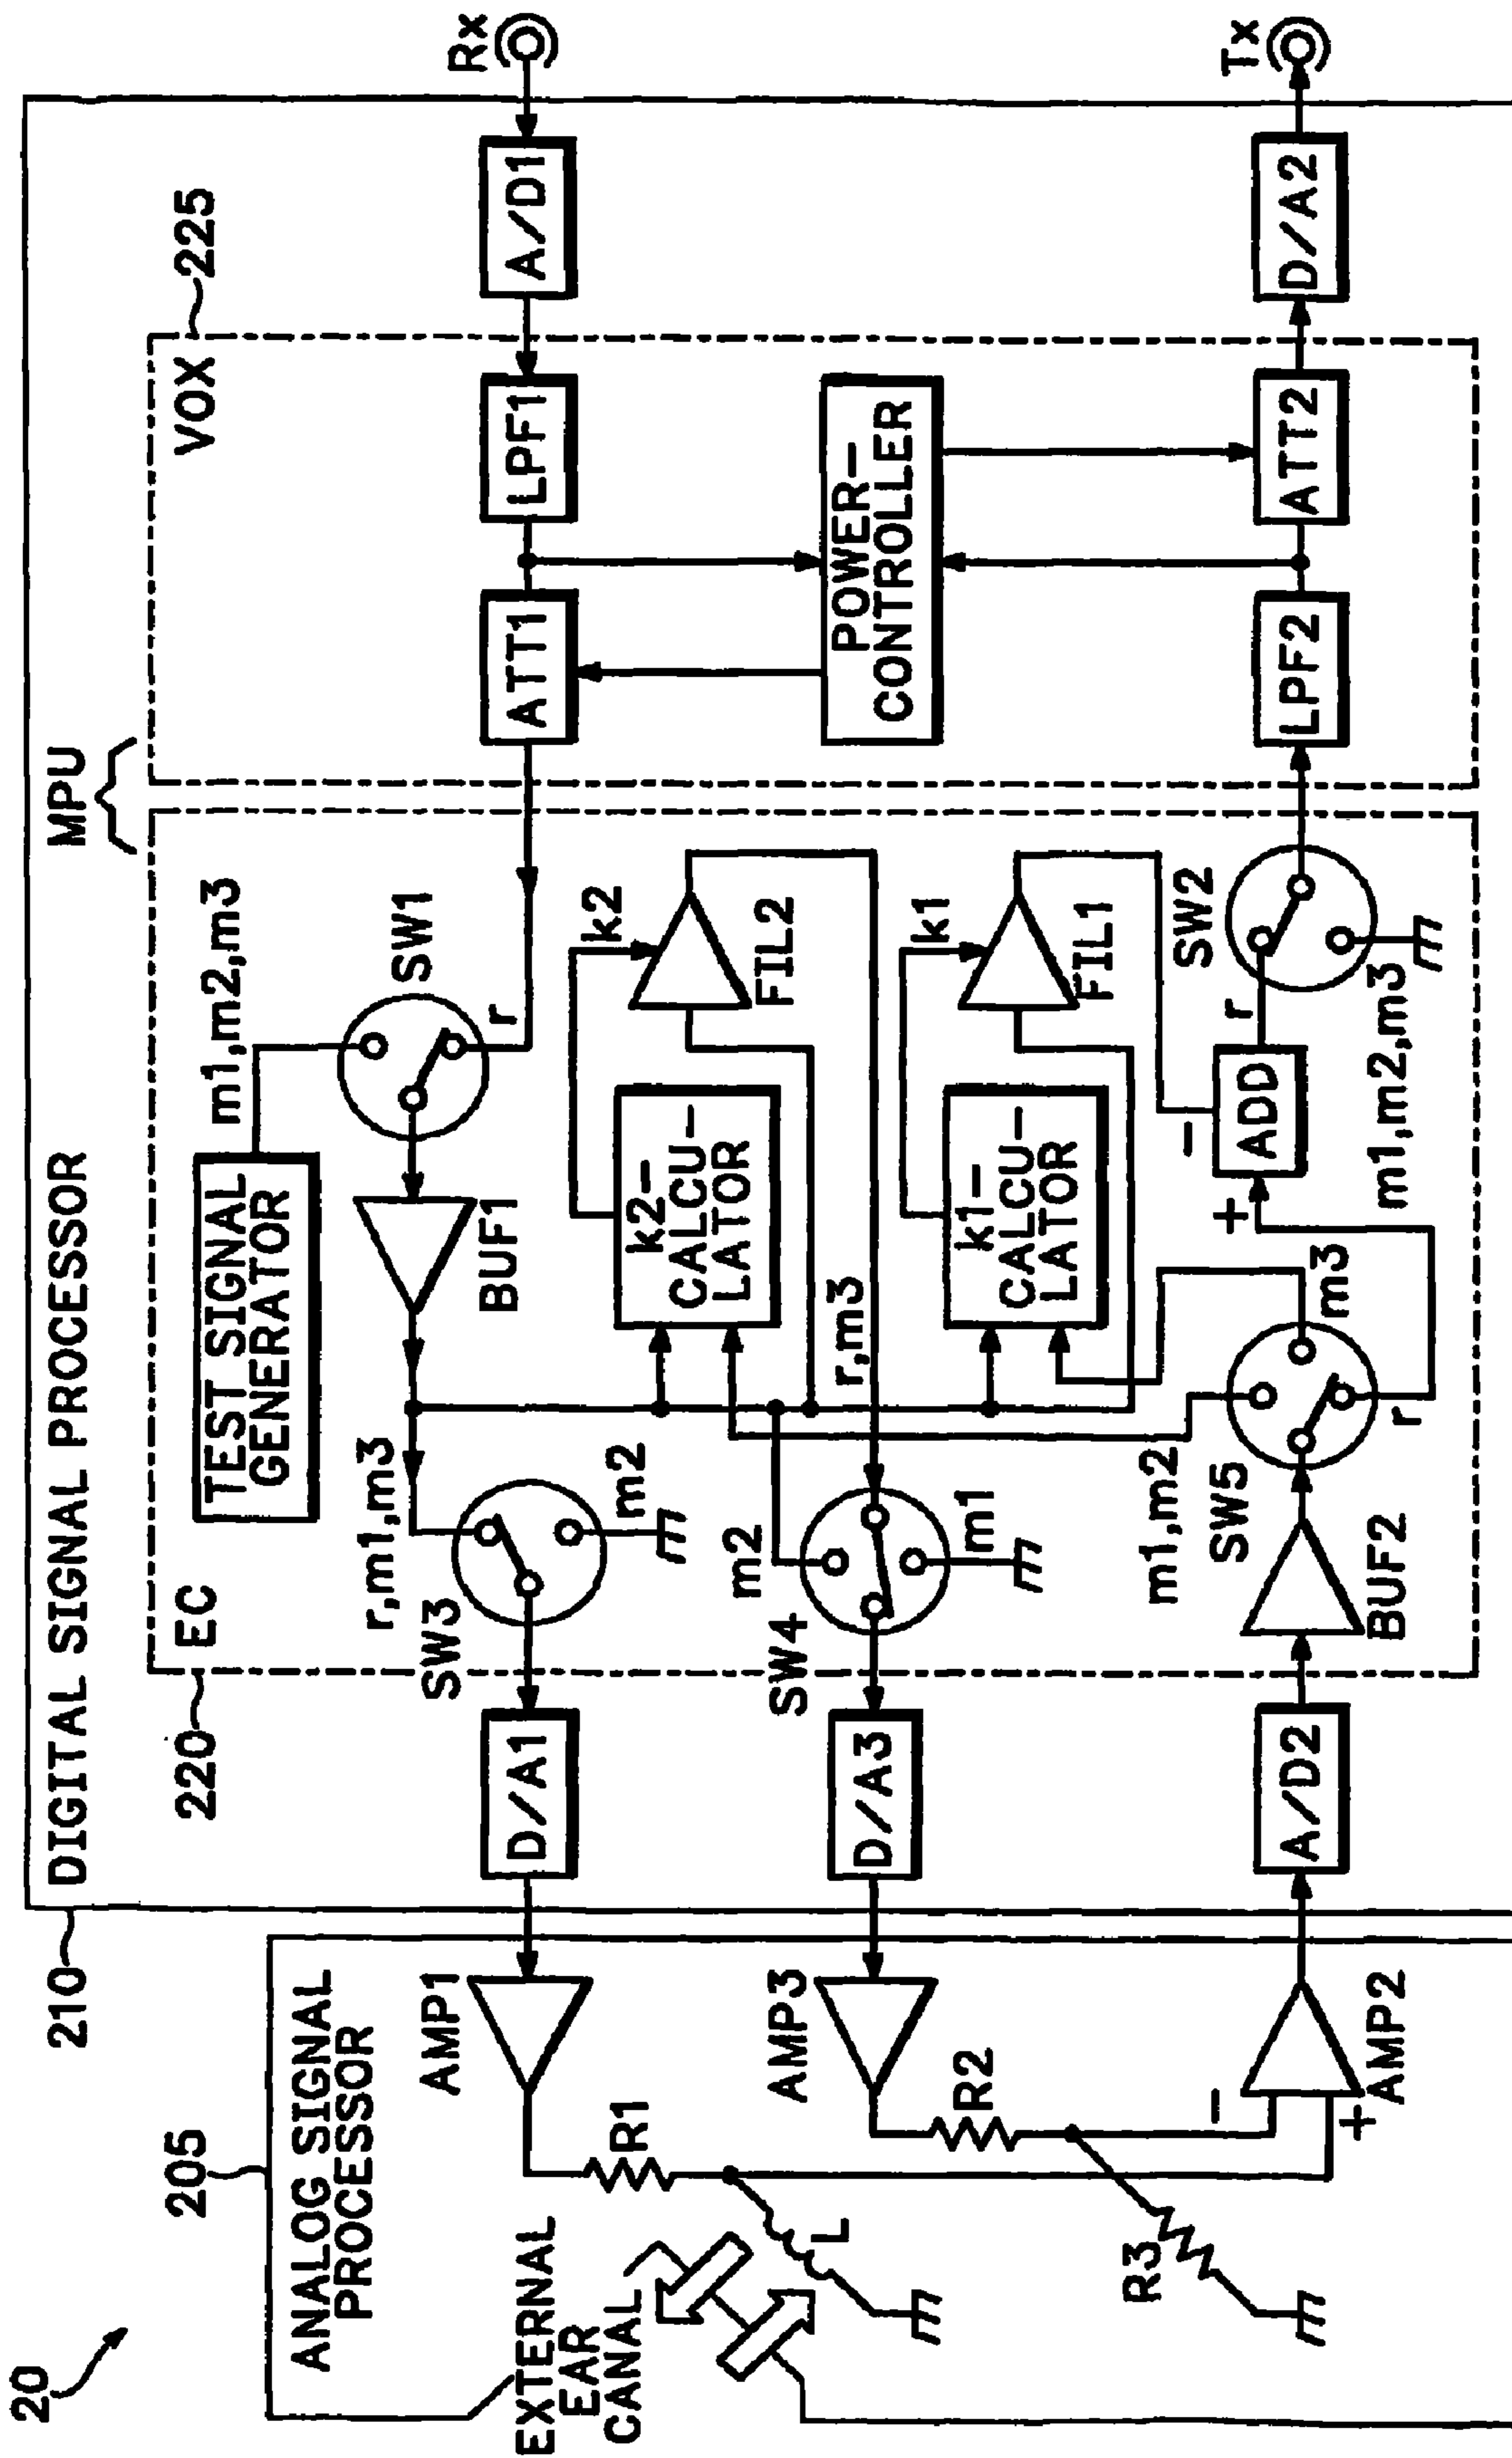 20
205
ANALOG SIGNAL
PROCESSOR
EXTERNAL
EAR
CANAL
AMP1
R1
L
AMP3
R2
R3
-
+
AMP2
210
DIGITAL SIGNAL PROCESSOR
MPU
220
EC
D/A1
D/A3
A/D2
TEST SIGNAL
GENERATOR
m1,m2,m3
SW1
r
BUF1
r,m1,m3
SW3
m2
k2-
CALCU-
LATOR
k2
FIL2
r,m3
m2
SW4
m1
k1-
CALCU-
LATOR
k1
FIL1
m1,m2
SW5
m3
r
BUF2
+
-
ADD
r
SW2
m1,m2,m3
VOX
225
ATT1
LPF1
POWER-
CONTROLLER
LPF2
ATT2
A/D1
Rx
D/A2
Tx